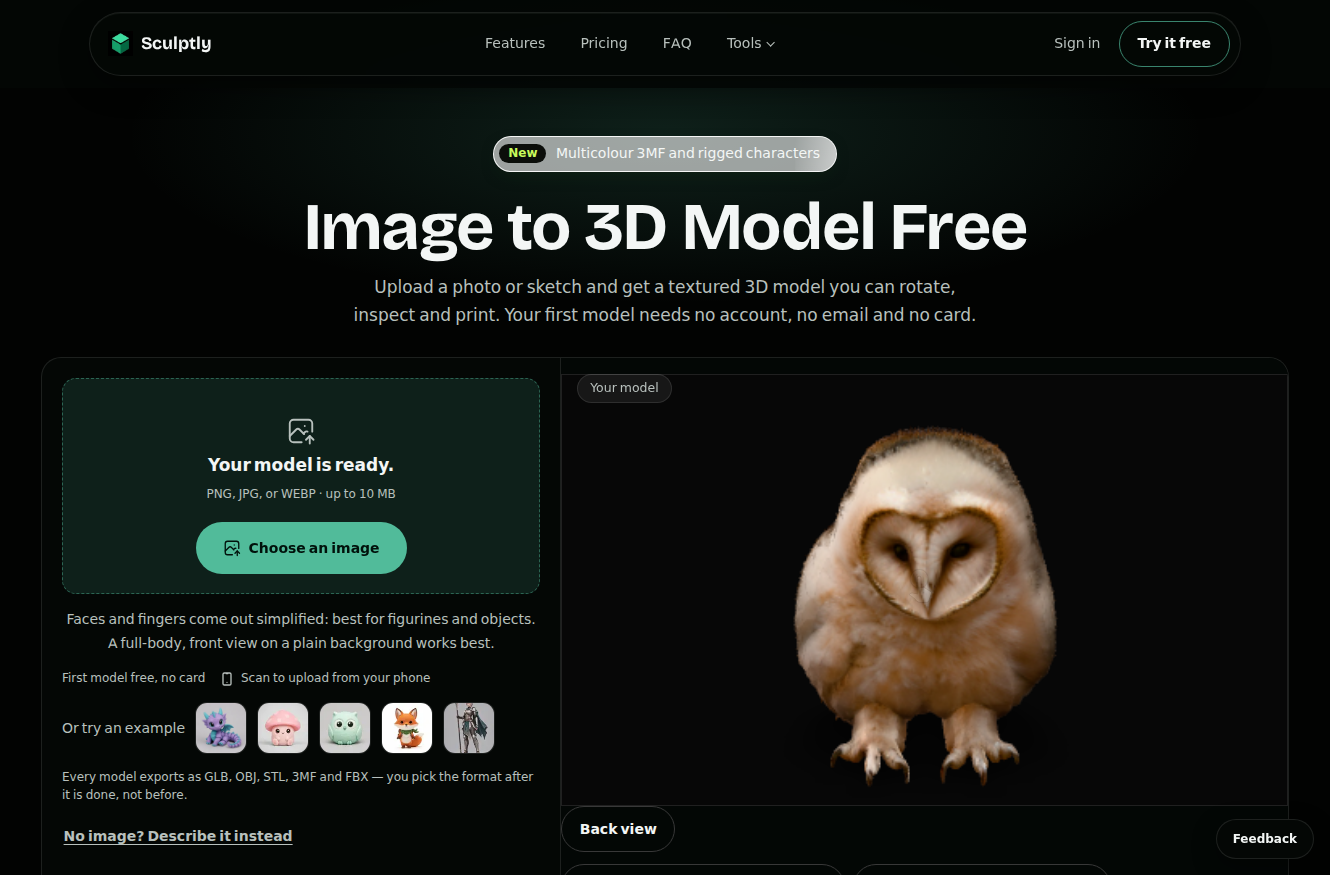 Sculptly
Features
Pricing
FAQ
Tools
Sign in
Try it free
New
Multicolour 3MF and rigged characters
Image to 3D Model Free
Upload a photo or sketch and get a textured 3D model you can rotate,
inspect and print. Your first model needs no account, no email and no card.
Your model is ready.
PNG, JPG, or WEBP · up to 10 MB
Choose an image
Faces and fingers come out simplified: best for figurines and objects.
A full-body, front view on a plain background works best.
First model free, no card
Scan to upload from your phone
Or try an example
Every model exports as GLB, OBJ, STL, 3MF and FBX — you pick the format after
it is done, not before.
No image? Describe it instead
Your model
Back view
Feedback